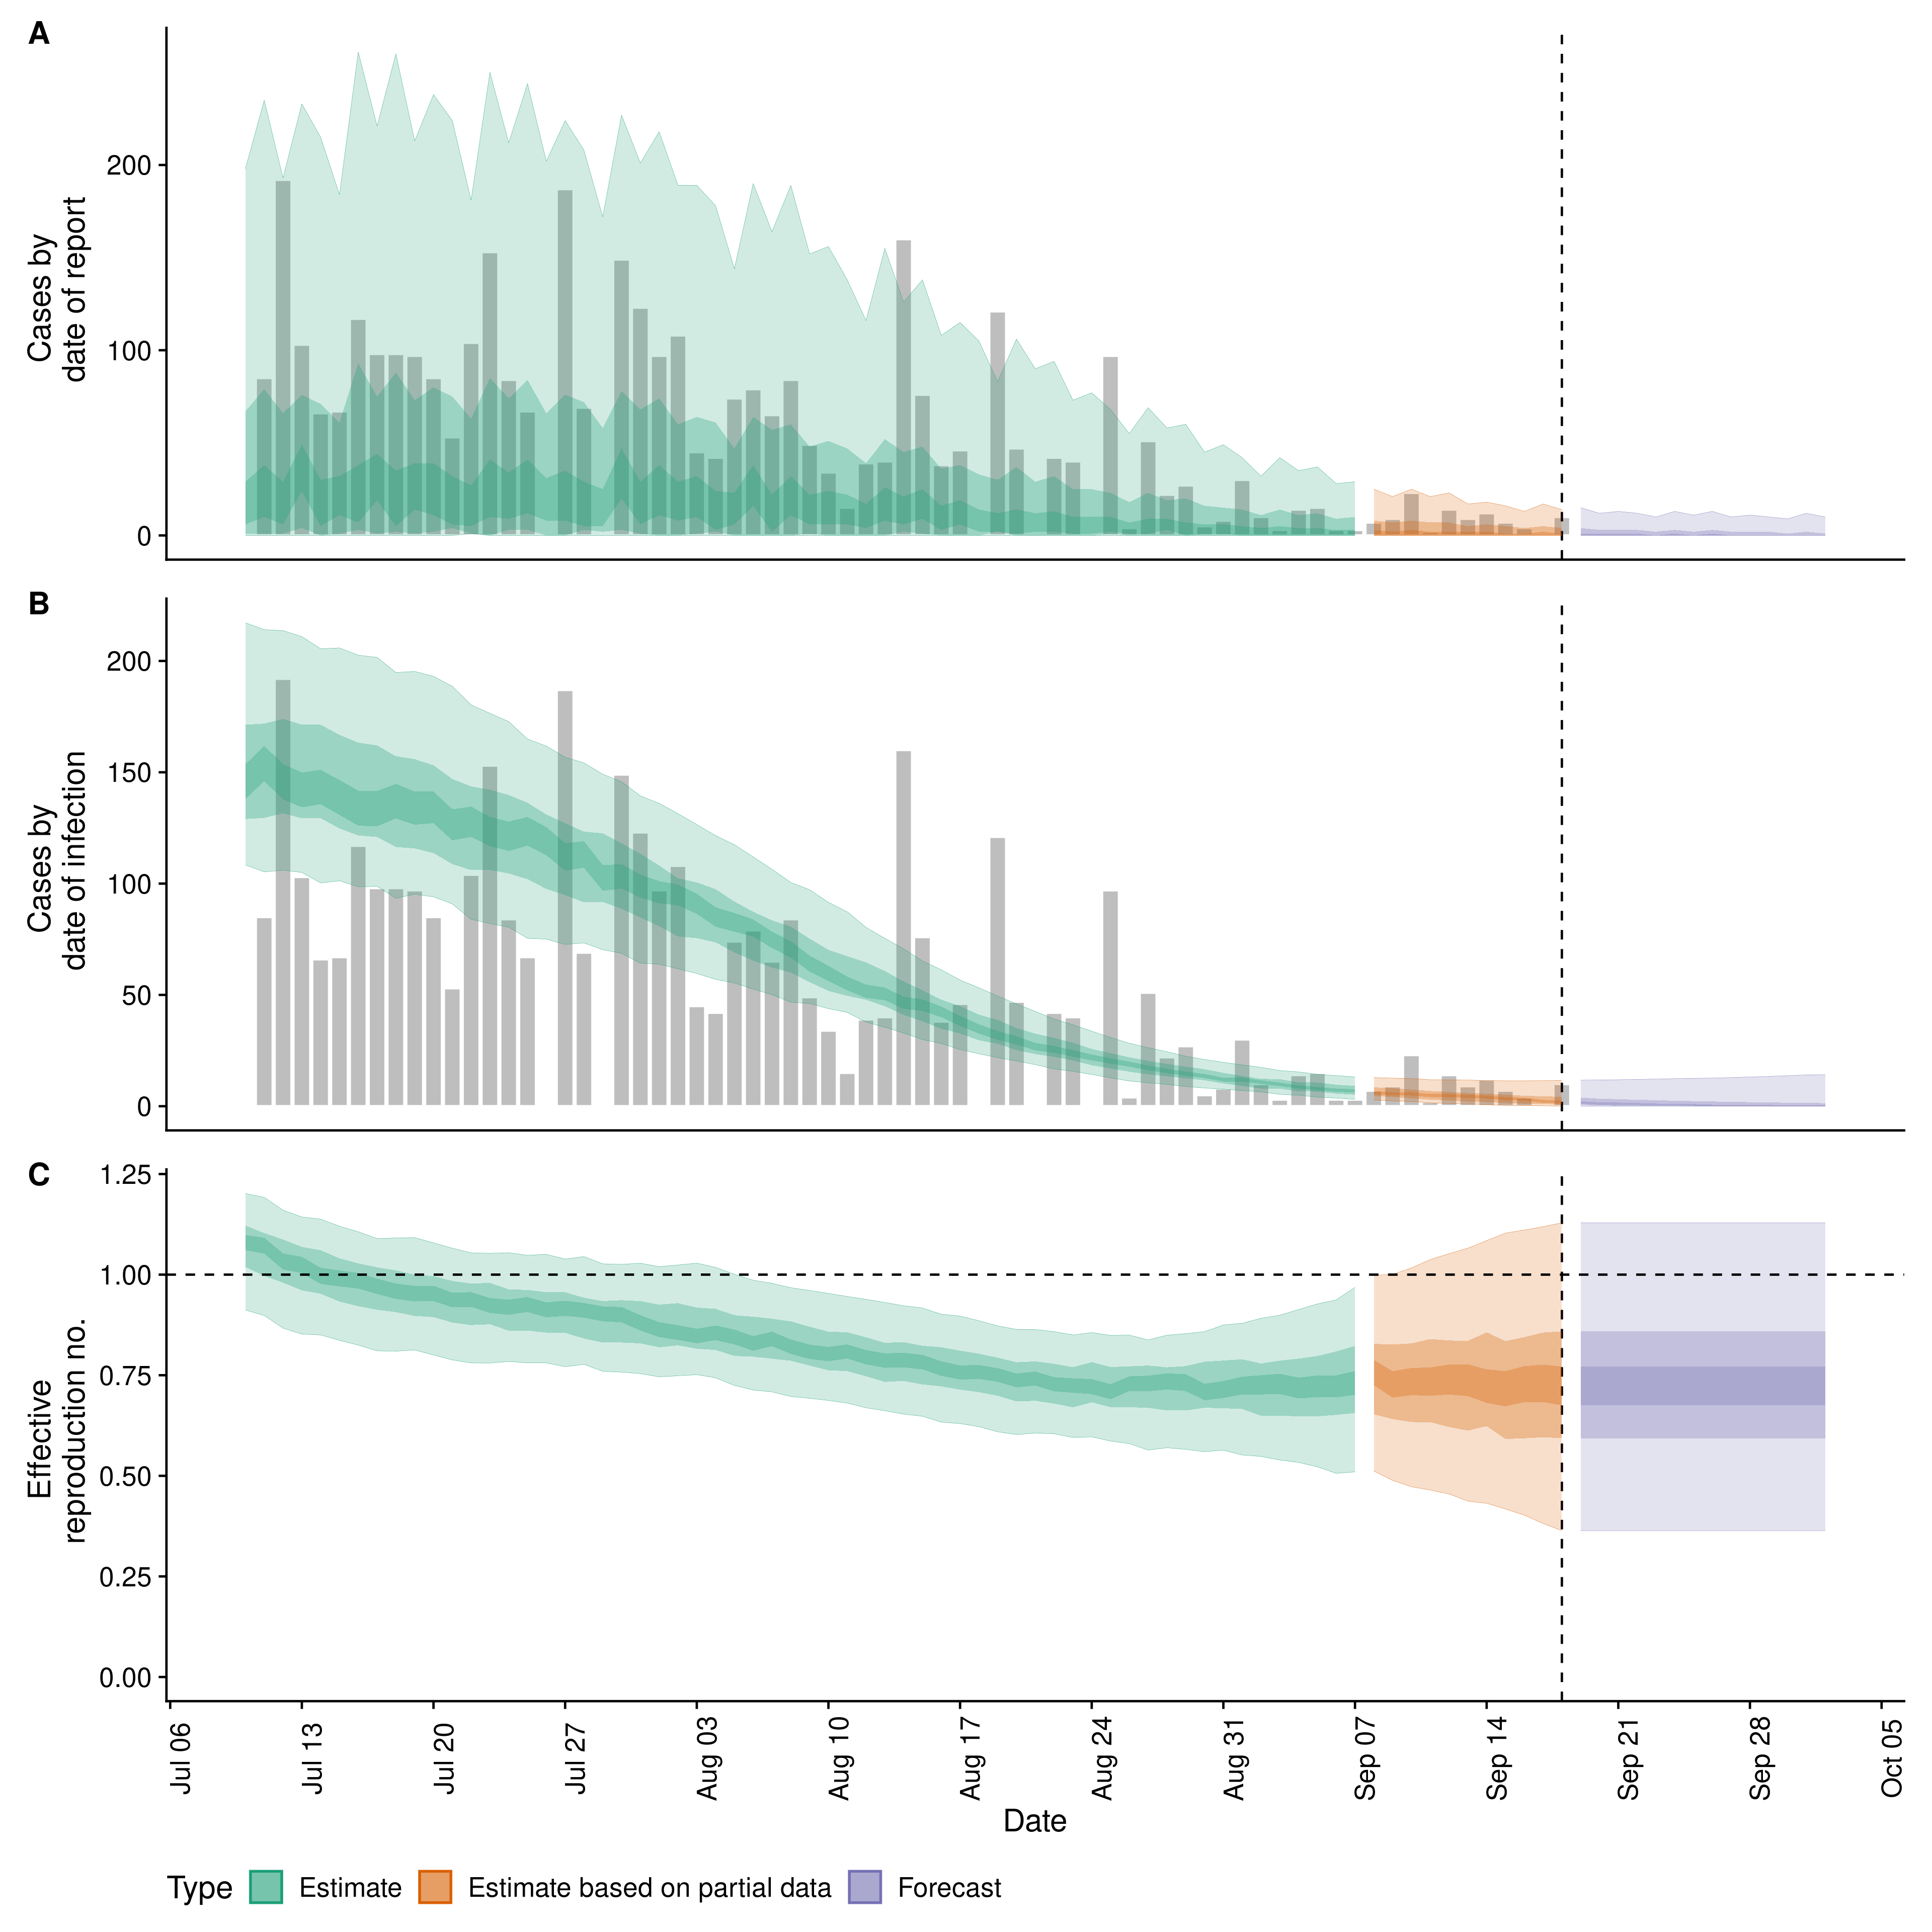 A
Cases by
date of report
200
100
0
B
Cases by
date of infection
200
150
100
50
0
C
Effective
reproduction no.
1.25
1.00
0.75
0.50
0.25
0.00
Jul 06
Jul 13
Jul 20
Jul 27
Aug 03
Aug 10
Aug 17
Aug 24
Aug 31
Sep 07
Sep 14
Sep 21
Sep 28
Oct 05
Date
Type Estimate Estimate based on partial data Forecast